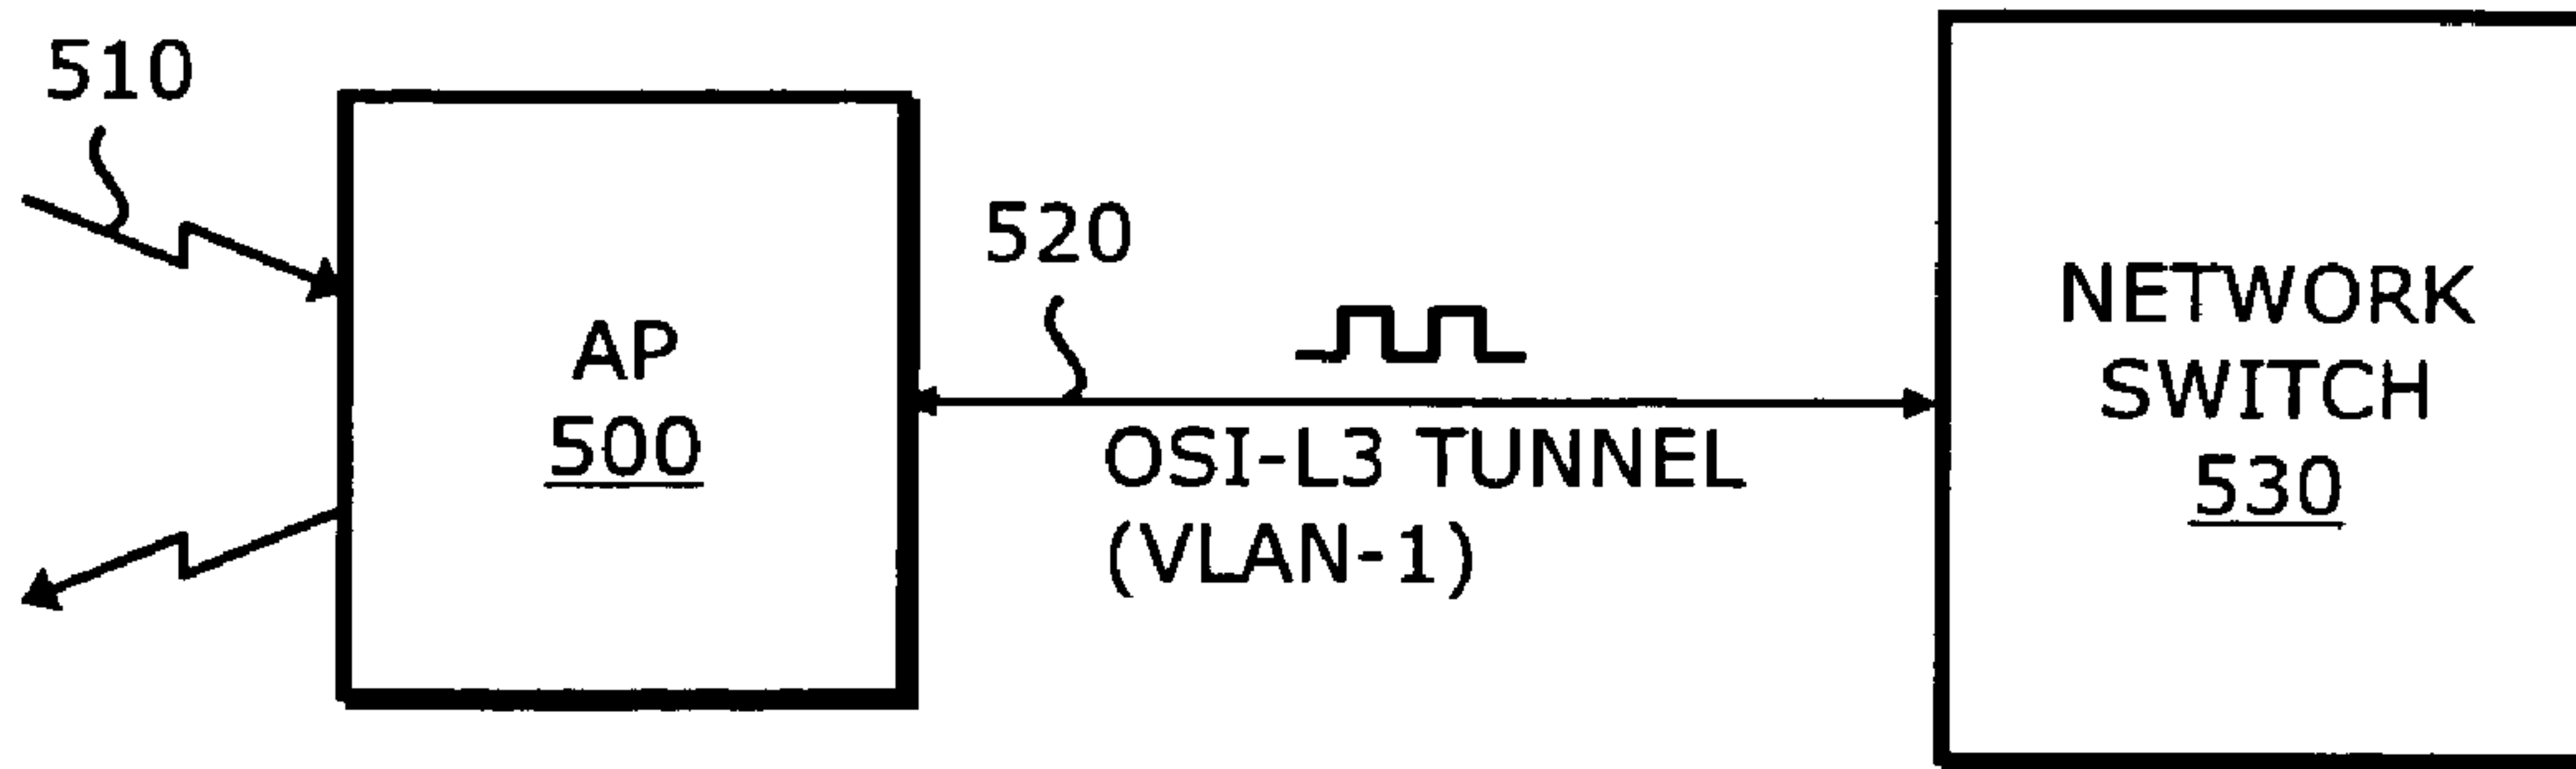 510
AP
500
520
OSI-L3 TUNNEL
(VLAN-1)
NETWORK
SWITCH
530